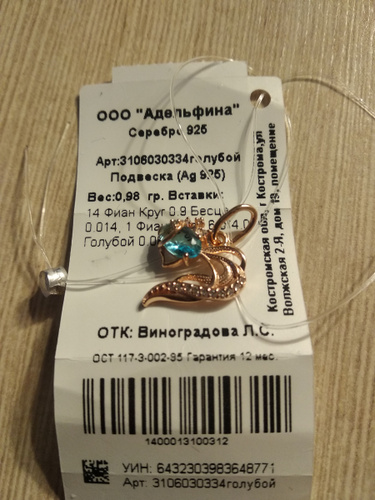 ООО "Адельфина"
Серебро 925
Арт:3106030334голубой
Подвеска (Ag 925)
Вес:0,98 гр. Вставки:
14 Фиан Круг 0.9 Бесц
0.014, 1 Фиа
Голубой
ОТК: Виноградова Л.С.
ОСТ 117-3-002-95 Гарантия 12 мес.
1400013100312
УИН: 6432303983648771
Арт: 3106030334голубой
Костромская обл, г Кострома, ул
Волжская 2-Я, дом 19, помещение